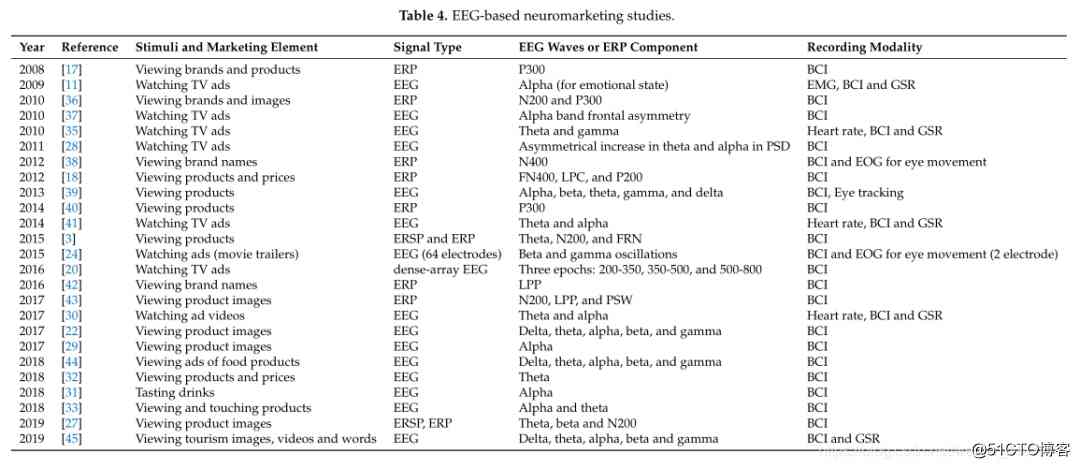 Table 4. EEG-based neuromarketing studies.
Year Reference Stimuli and Marketing Element Signal Type EEG Waves or ERP Component Recording Modality
2008 [17] Viewing brands and products ERP P300 BCI
2009 [11] Watching TV ads EEG Alpha (for emotional state) EMG, BCI and GSR
2010 [36] Viewing brands and images ERP N200 and P300 BCI
2010 [37] Watching TV ads EEG Alpha band frontal asymmetry BCI
2010 [35] Watching TV ads EEG Theta and gamma Heart rate, BCI and GSR
2011 [28] Watching TV ads EEG Asymmetrical increase in theta and alpha in PSD BCI
2012 [38] Viewing brand names ERP N400 BCI and EOG for eye movement
2012 [18] Viewing products and prices ERP FN400, LPC, and P200 BCI
2013 [39] Viewing products EEG Alpha, beta, theta, gamma, and delta BCI, Eye tracking
2014 [40] Viewing products ERP P300 BCI
2014 [41] Watching TV ads EEG Theta and alpha Heart rate, BCI and GSR
2015 [3] Viewing products ERSP and ERP Theta, N200, and FRN BCI
2015 [24] Watching ads (movie trailers) EEG (64 electrodes) Beta and gamma oscillations BCI and EOG for eye movement (2 electrode)
2016 [20] Watching TV ads dense-array EEG Three epochs: 200-350, 350-500, and 500-800 BCI
2016 [42] Viewing brand names ERP LPP BCI
2017 [43] Viewing product images ERP N200, LPP, and PSW BCI
2017 [30] Watching ad videos EEG Theta and alpha Heart rate, BCI and GSR
2017 [22] Viewing product images EEG Delta, theta, alpha, beta, and gamma BCI
2017 [29] Viewing product images EEG Alpha BCI
2018 [44] Viewing ads of food products EEG Delta, theta, alpha, beta, and gamma BCI
2018 [32] Viewing products and prices EEG Theta BCI
2018 [31] Tasting drinks EEG Alpha BCI
2018 [33] Viewing and touching products EEG Alpha and theta BCI
2019 [27] Viewing product images ERSP, ERP Theta, beta and N200 BCI
2019 [45] Viewing tourism images, videos and words EEG Delta, theta, alpha, beta and gamma BCI and GSR
@51CTO博客